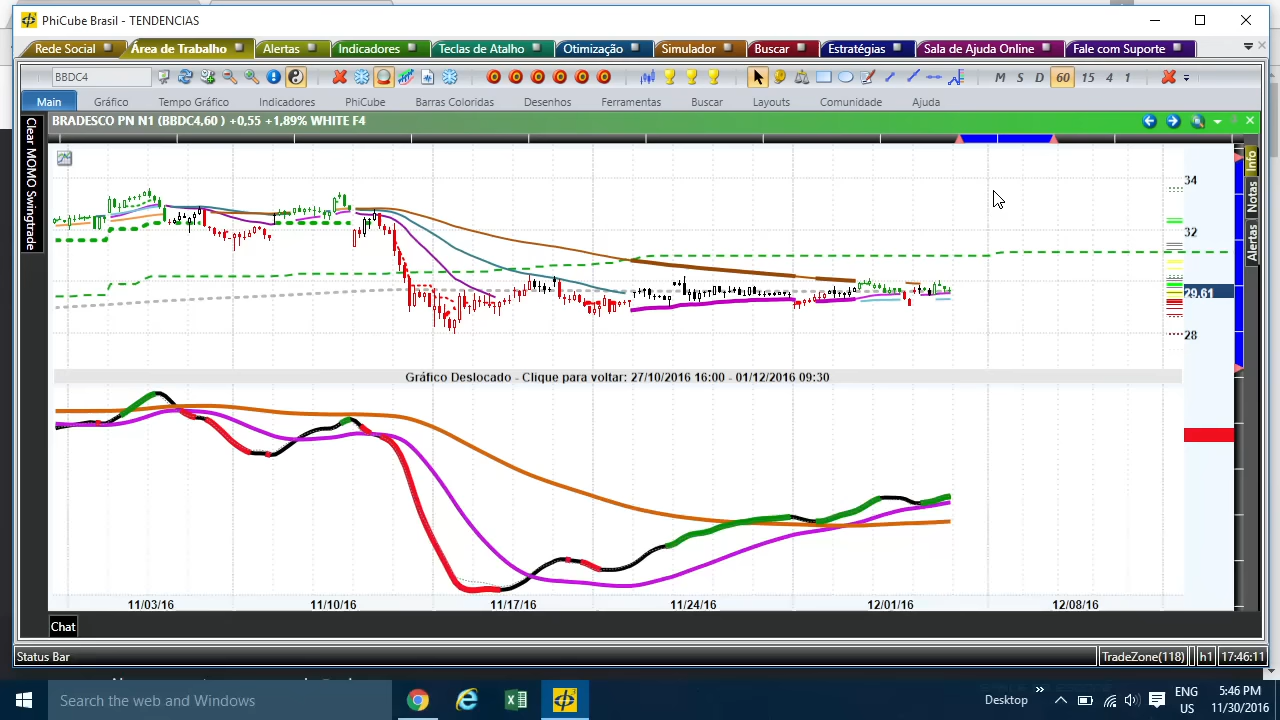 PhiCube Brasil - TENDENCIAS
Rede Social Área de Trabalho Alertas Indicadores Teclas de Atalho Otimização Simulador Buscar Estratégias Sala de Ajuda Online Fale com Suporte
BBDC4 M S D 60 15 4 1
Main Gráfico Tempo Gráfico Indicadores PhiCube Barras Coloridas Desenhos Ferramentas Buscar Layouts Comunidade Ajuda
BRADESCO PN N1 (BBDC4,60 ) +0,55 +1,89% WHITE F4
Clear MOMO swingtrade
Info
Notas
Alertas
34
32
29.61
28
Gráfico Deslocado - Clique para voltar: 27/10/2016 16:00 - 01/12/2016 09:30
11/03/16 11/10/16 11/17/16 11/24/16 12/01/16 12/08/16
Chat
Status Bar TradeZone(118) h1 17:46:11
Search the web and Windows
Desktop
ENG
US
5:46 PM
11/30/2016